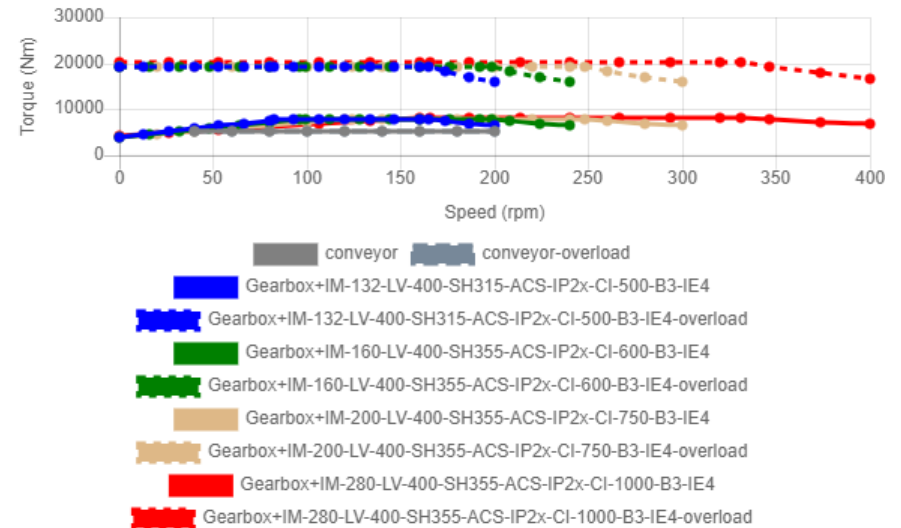 30000
20000
10000
0
Torque (Nm)
0 50 100 150 200 250 300 350 400
Speed (rpm)
conveyor conveyor-overload
Gearbox+IM-132-LV-400-SH315-ACS-IP2x-CI-500-B3-IE4
Gearbox+IM-132-LV-400-SH315-ACS-IP2x-CI-500-B3-IE4-overload
Gearbox+IM-160-LV-400-SH355-ACS-IP2x-CI-600-B3-IE4
Gearbox+IM-160-LV-400-SH355-ACS-IP2x-CI-600-B3-IE4-overload
Gearbox+IM-200-LV-400-SH355-ACS-IP2x-CI-750-B3-IE4
Gearbox+IM-200-LV-400-SH355-ACS-IP2x-CI-750-B3-IE4-overload
Gearbox+IM-280-LV-400-SH355-ACS-IP2x-CI-1000-B3-IE4
Gearbox+IM-280-LV-400-SH355-ACS-IP2x-CI-1000-B3-IE4-overload